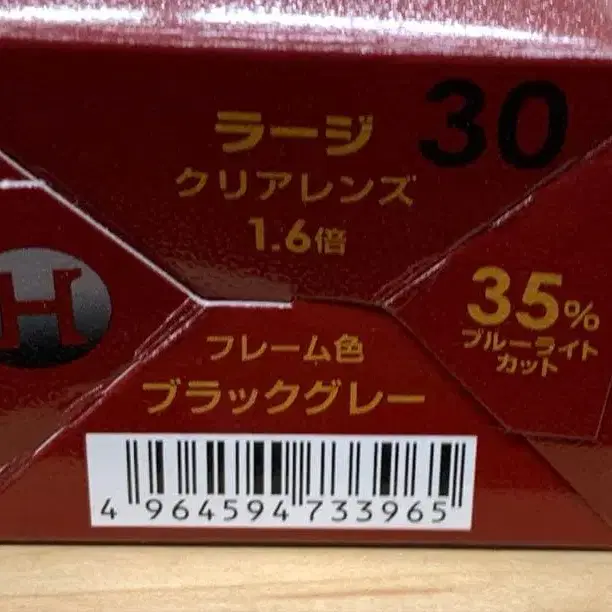 ラージ
30
クリアレンズ
1.6倍
H
35%
ブルーライト
カット
フレーム色
ブラックグレー
4 964594 733965